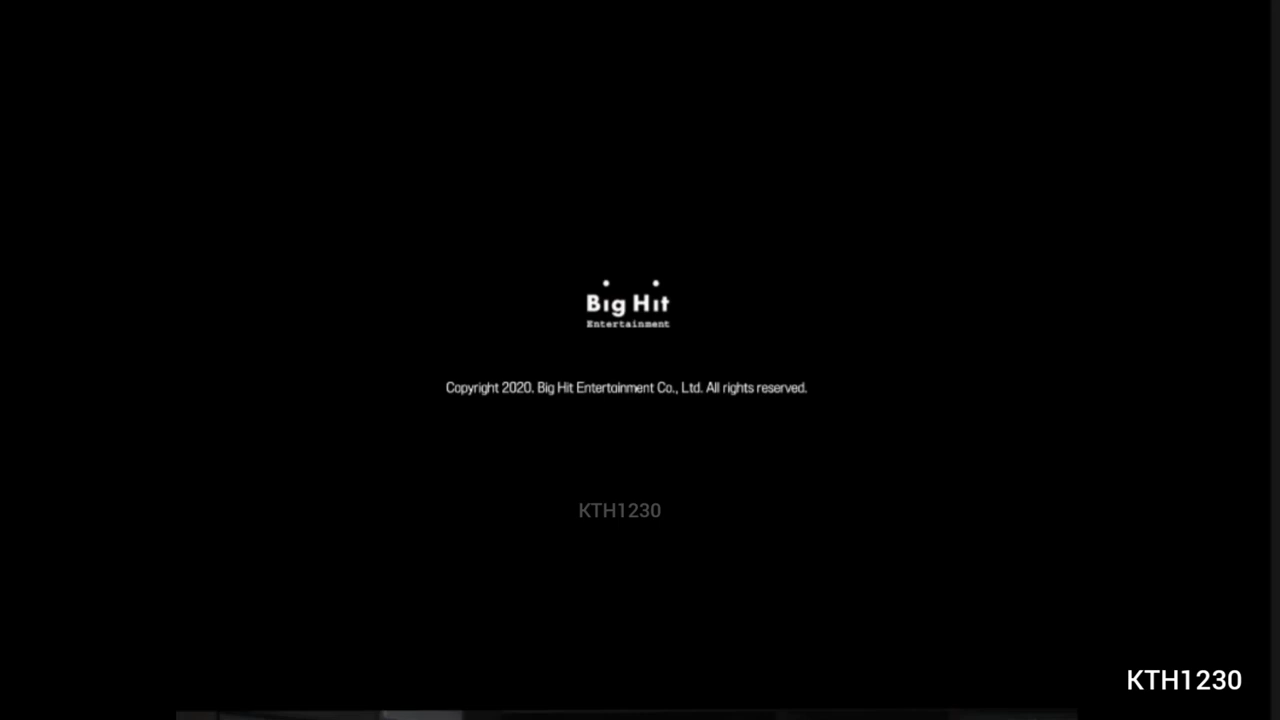 Big Hit
Entertainment
Copyright 2020. Big Hit Entertainment Co., Ltd. All rights reserved.
KTH1230
KTH1230